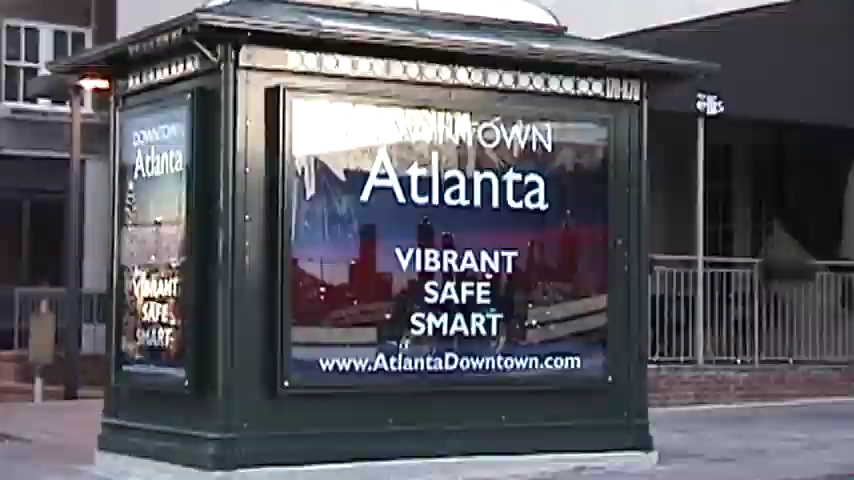 DOWNTOWN
Atlanta
VIBRANT
SAFE
SMART
DOWNTOWN
Atlanta
VIBRANT
SAFE
SMART
www.AtlantaDowntown.com